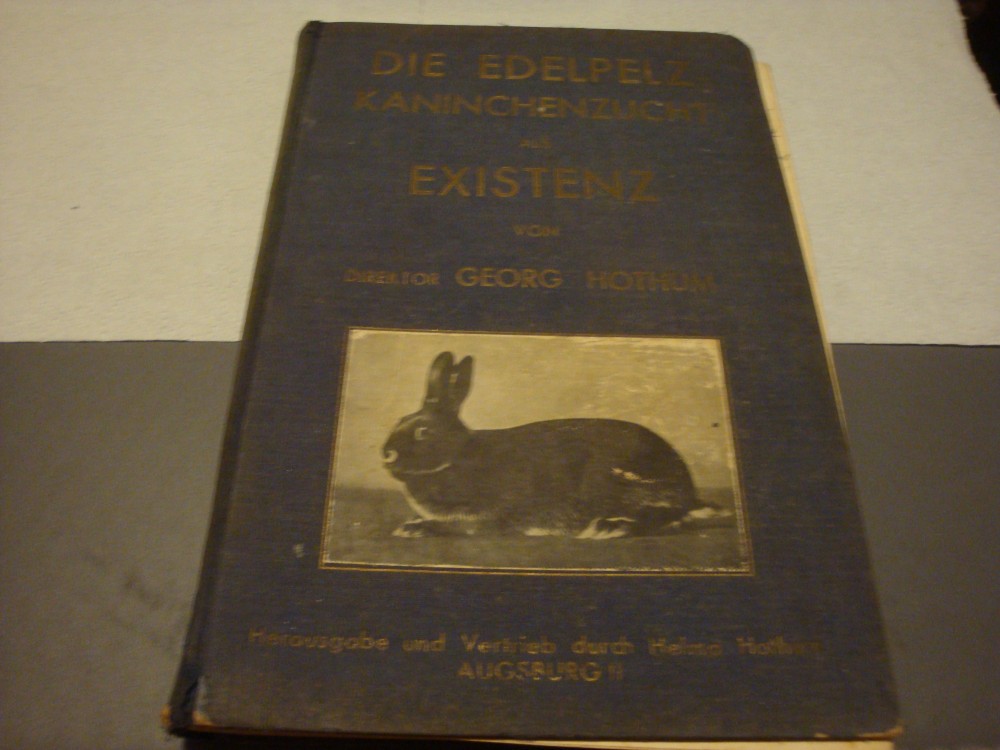 DIE EDELPELZ-
KANINCHENZUCHT
ALS
EXISTENZ
VON
DIREKTOR GEORG HOTHUM
Herausgabe und Vertrieb durch Helma Hothum
AUGSBURG II